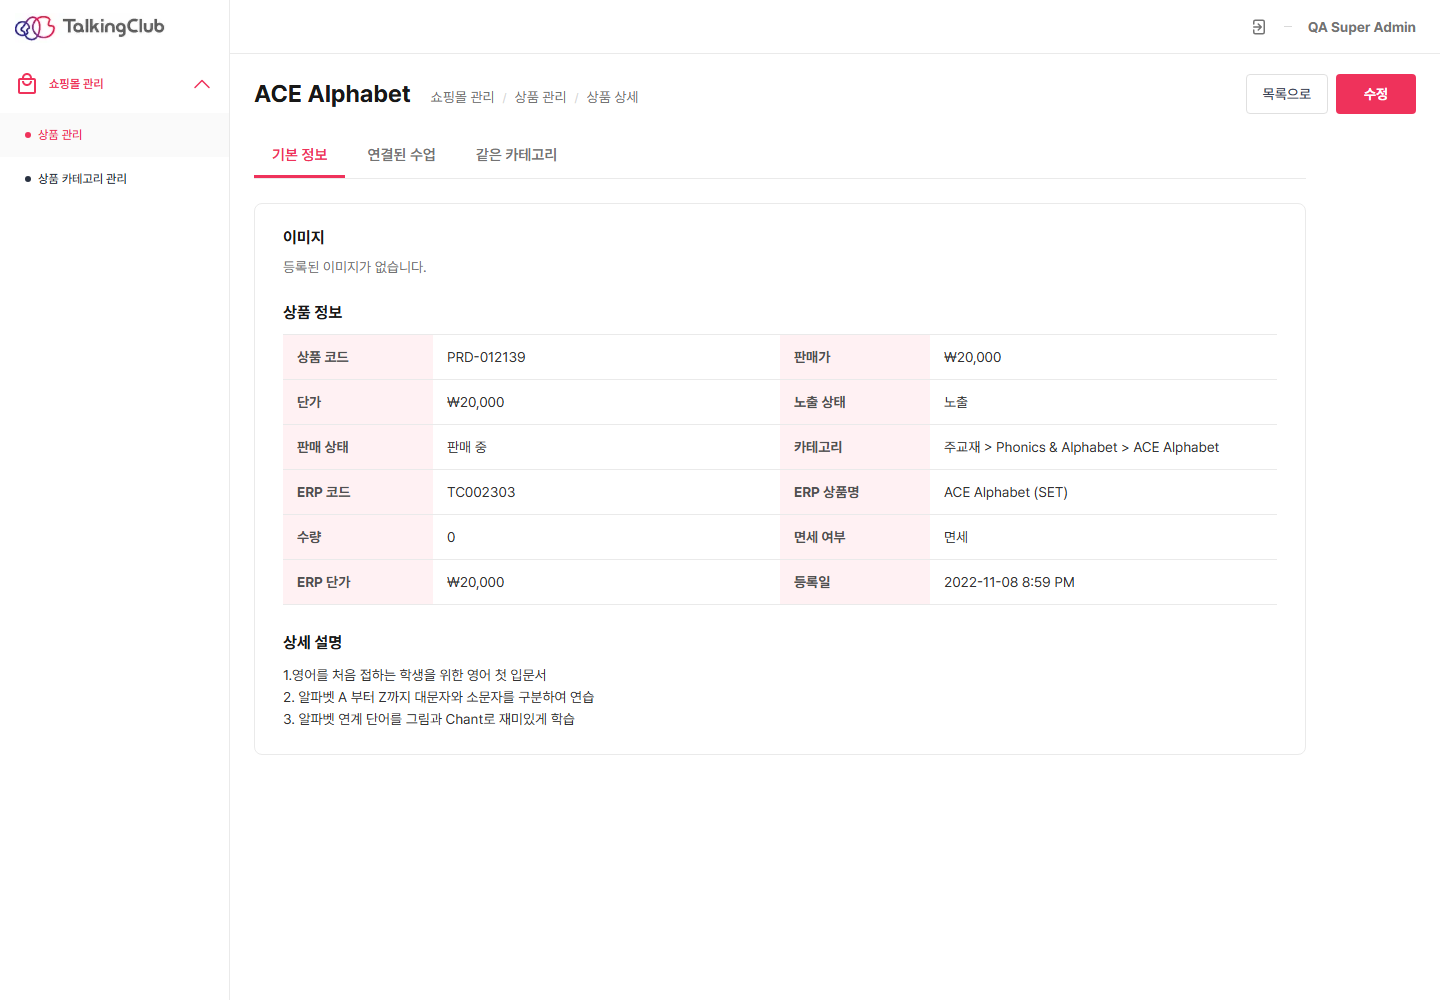 TalkingClub
QA Super Admin
쇼핑몰 관리
상품 관리
상품 카테고리 관리
ACE Alphabet 쇼핑몰 관리 / 상품 관리 / 상품 상세
목록으로 수정
기본 정보 연결된 수업 같은 카테고리
이미지
등록된 이미지가 없습니다.
상품 정보
상품 코드 PRD-012139 판매가 ₩20,000
단가 ₩20,000 노출 상태 노출
판매 상태 판매 중 카테고리 주교재 > Phonics & Alphabet > ACE Alphabet
ERP 코드 TC002303 ERP 상품명 ACE Alphabet (SET)
수량 0 면세 여부 면세
ERP 단가 ₩20,000 등록일 2022-11-08 8:59 PM
상세 설명
1.영어를 처음 접하는 학생을 위한 영어 첫 입문서
2. 알파벳 A 부터 Z까지 대문자와 소문자를 구분하여 연습
3. 알파벳 연계 단어를 그림과 Chant로 재미있게 학습